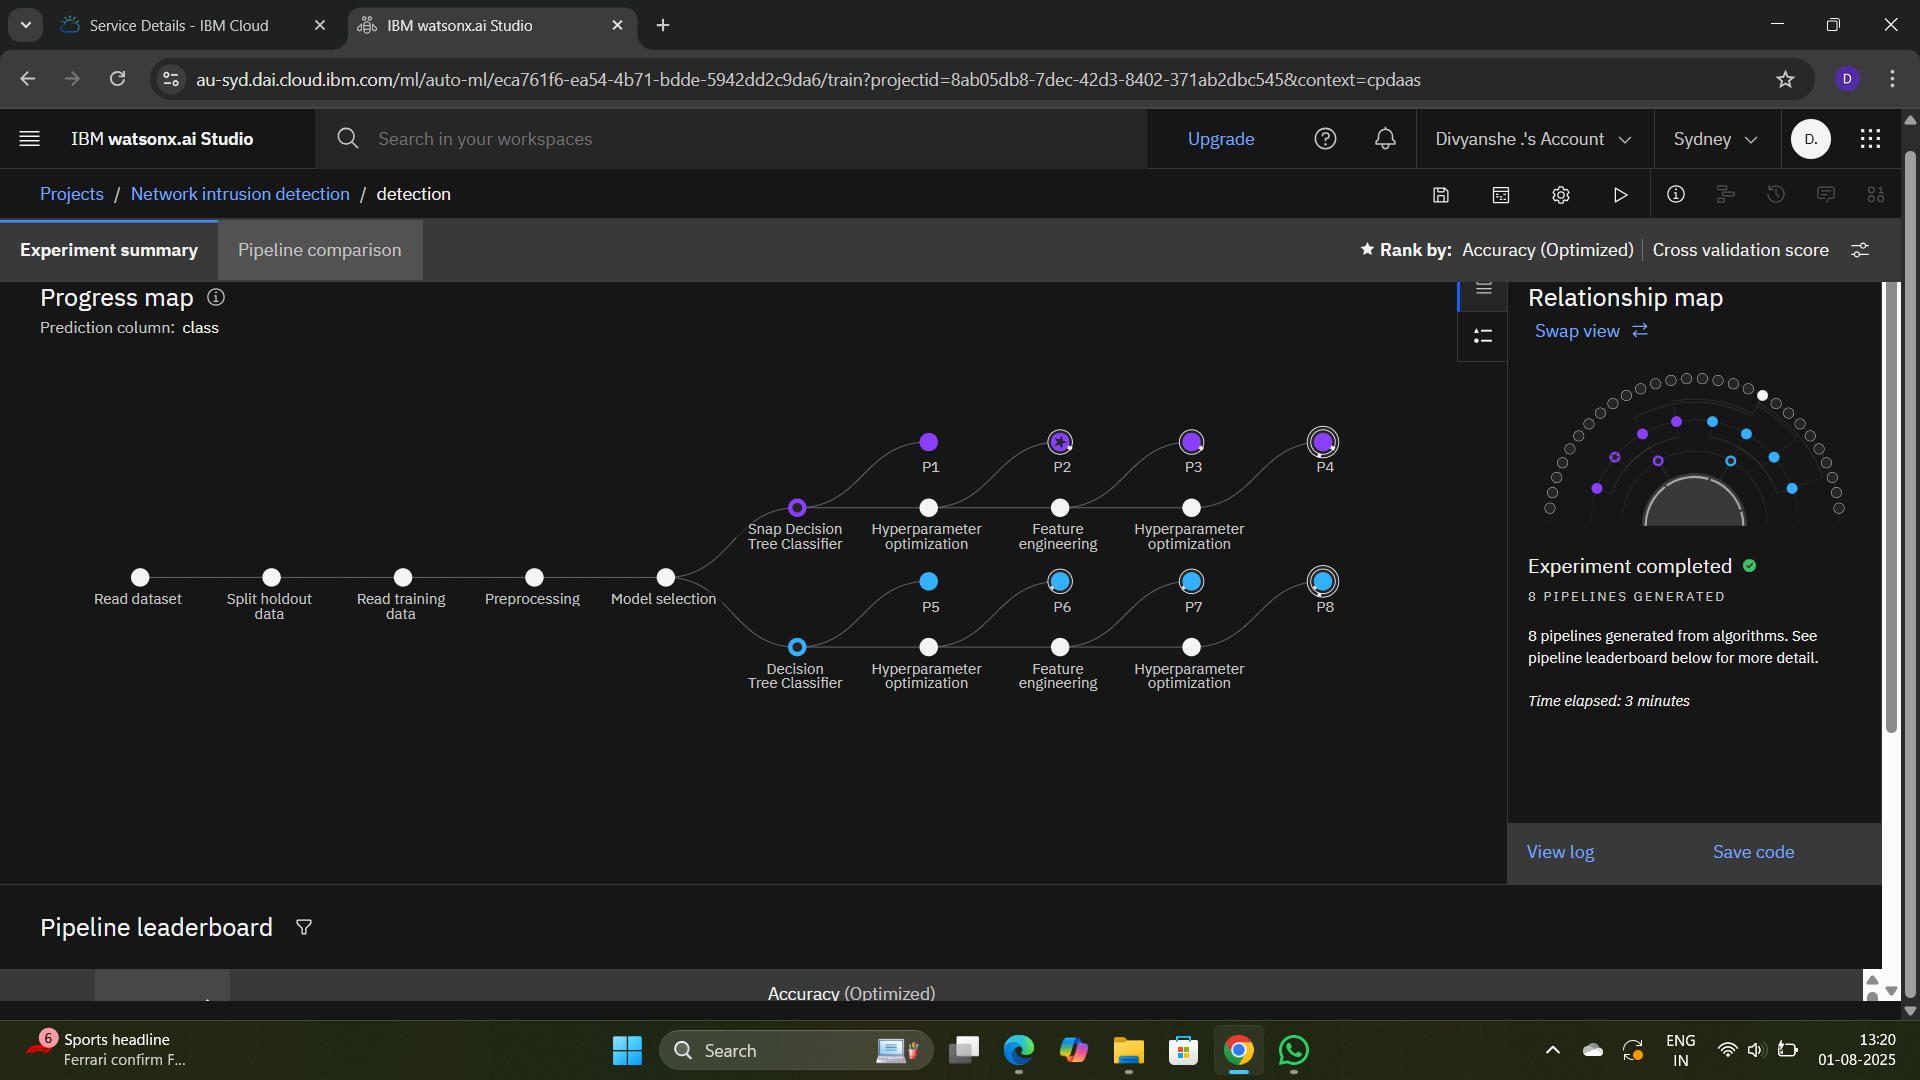 Service Details - IBM Cloud
IBM watsonx.ai Studio
au-syd.dai.cloud.ibm.com/ml/auto-ml/eca761f6-ea54-4b71-bdde-5942dd2c9da6/train?projectid=8ab05db8-7dec-42d3-8402-371ab2dbc545&context=cpdaas
D
IBM watsonx.ai Studio
Search in your workspaces
Upgrade
Divyanshe .'s Account
Sydney
D.
Projects / Network intrusion detection / detection
Experiment summary
Pipeline comparison
Rank by: Accuracy (Optimized) | Cross validation score
Progress map
Prediction column: class
P1
P2
P3
P4
Snap Decision
Tree Classifier
Hyperparameter
optimization
Feature
engineering
Hyperparameter
optimization
Read dataset
Split holdout
data
Read training
data
Preprocessing
Model selection
P5
P6
P7
P8
Decision
Tree Classifier
Hyperparameter
optimization
Feature
engineering
Hyperparameter
optimization
Relationship map
Swap view
Experiment completed
8 PIPELINES GENERATED
8 pipelines generated from algorithms. See
pipeline leaderboard below for more detail.
Time elapsed: 3 minutes
View log
Save code
Pipeline leaderboard
Accuracy (Optimized)
6
Sports headline
Ferrari confirm F...
Search
ENG
IN
13:20
01-08-2025